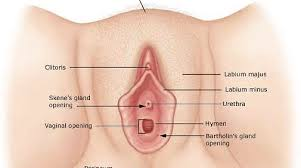 Clitoris
Labium majus
Labium minus
Skene's gland
opening
Urethra
Vaginal opening
Hymen
Bartholin's gland
opening